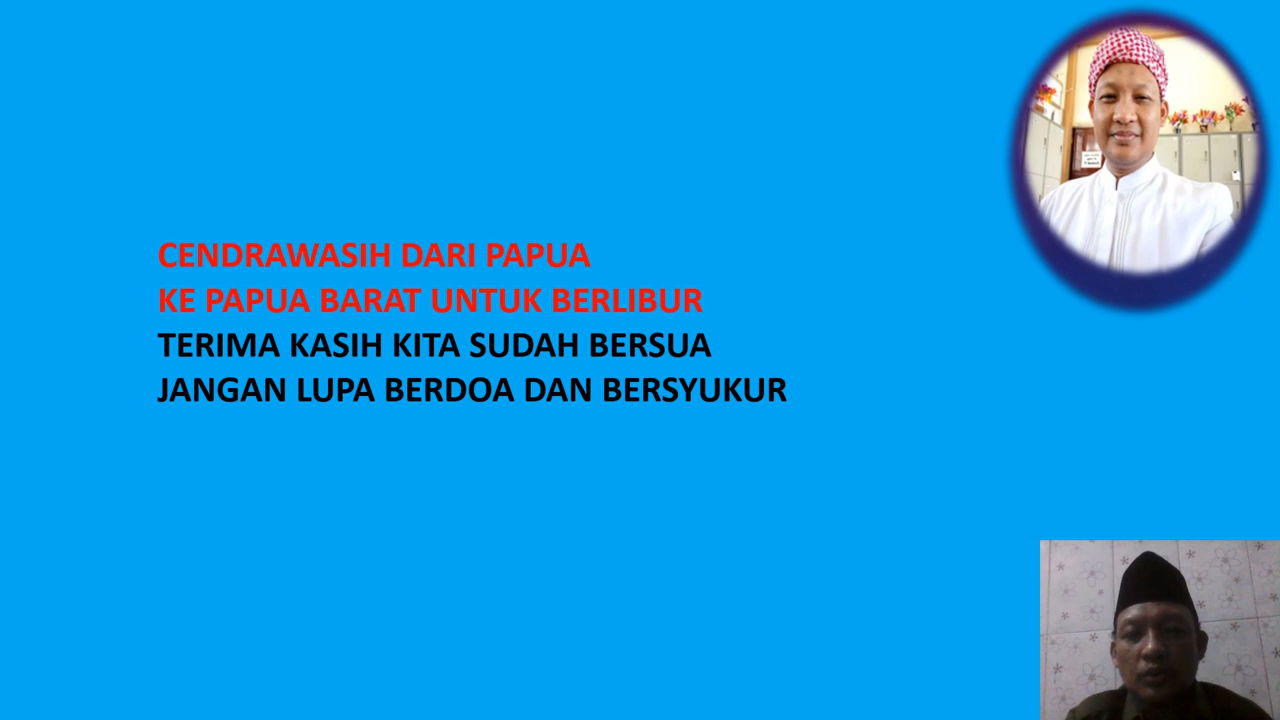 CENDRAWASIH DARI PAPUA
KE PAPUA BARAT UNTUK BERLIBUR
TERIMA KASIH KITA SUDAH BERSUA
JANGAN LUPA BERDOA DAN BERSYUKUR